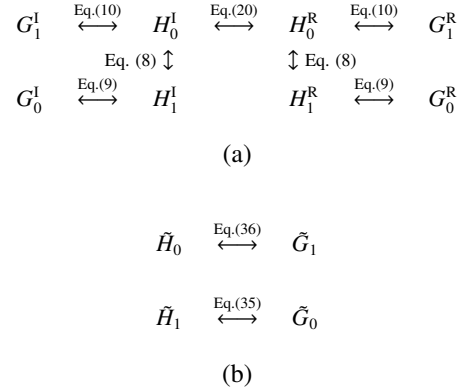 G₁ᴵ ⟷ Eq.(10) H₀ᴵ ⟷ Eq.(20) H₀ᴿ ⟷ Eq.(10) G₁ᴿ
Eq. (8) ↕ ↕ Eq. (8)
G₀ᴵ ⟷ Eq.(9) H₁ᴵ H₁ᴿ ⟷ Eq.(9) G₀ᴿ
(a)
H̃₀ ⟷ Eq.(36) G̃₁
H̃₁ ⟷ Eq.(35) G̃₀
(b)